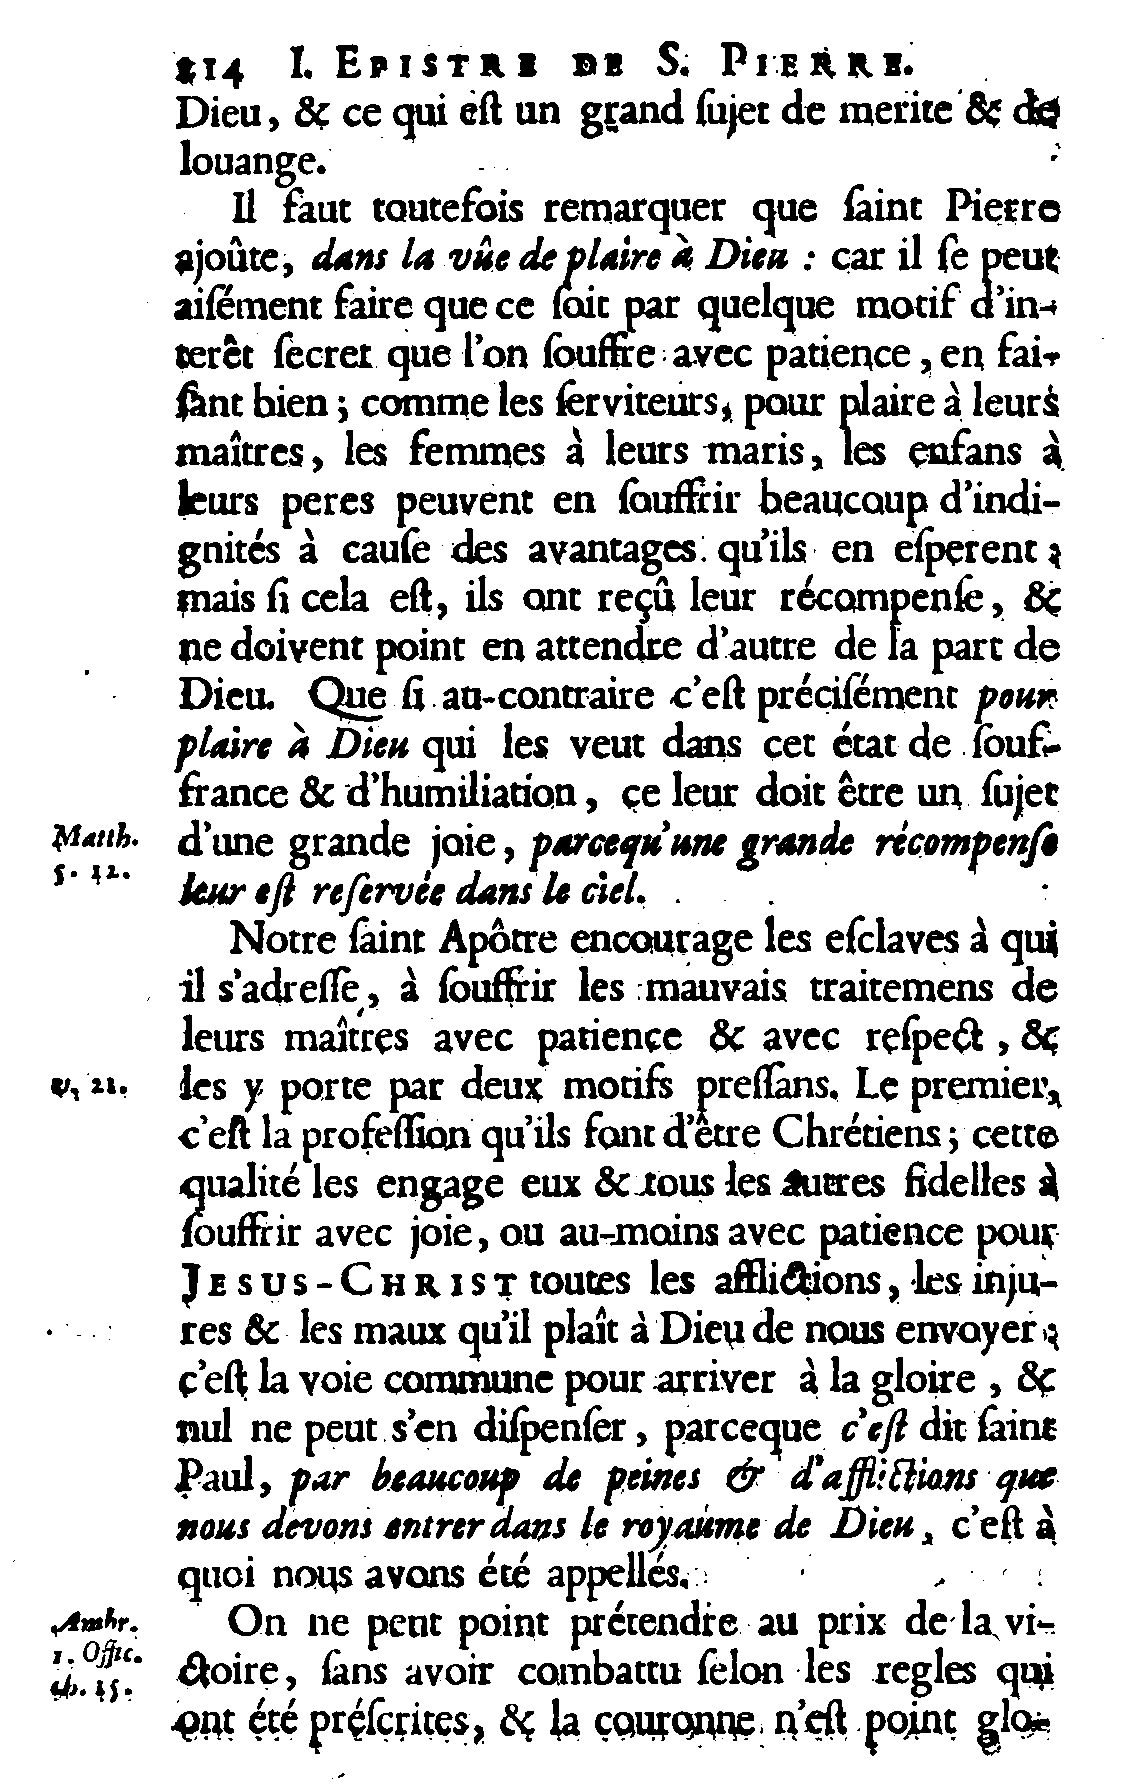 214 I. EPISTRE DE S. PIERRE.
Dieu, & ce qui est un grand ſujet de merite & de
louange.
Il faut toutefois remarquer que ſaint Pierre
ajoûte, dans la vûe de plaire à Dieu : car il ſe peut
aiſément faire que ce ſoit par quelque motif d'in-
terêt ſecret que l'on ſouffre avec patience, en fai-
ſant bien ; comme les ſerviteurs, pour plaire à leurs
maîtres, les femmes à leurs maris, les enfans à
leurs peres peuvent en ſouffrir beaucoup d'indi-
gnités à cauſe des avantages qu'ils en eſperent ;
mais ſi cela eſt, ils ont reçû leur récompenſe, &
ne doivent point en attendre d'autre de la part de
Dieu. Que ſi au-contraire c'eſt préciſément pour
plaire à Dieu qui les veut dans cet état de ſouf-
france & d'humiliation, ce leur doit être un ſujet
Matth. 5. 12.
d'une grande joie, parcequ'une grande récompenſe
leur eſt reſervée dans le ciel.
Notre ſaint Apôtre encourage les eſclaves à qui
il s'adreſſe, à ſouffrir les mauvais traitemens de
leurs maîtres avec patience & avec reſpect, &
v. 21.
les y porte par deux motifs preſſans. Le premier,
c'eſt la profeſſion qu'ils font d'être Chrétiens ; cette
qualité les engage eux & tous les autres fidelles à
ſouffrir avec joie, ou au-moins avec patience pour
JESUS-CHRIST toutes les afflictions, les inju-
res & les maux qu'il plaît à Dieu de nous envoyer ;
c'eſt la voie commune pour arriver à la gloire, &
nul ne peut s'en diſpenſer, parceque c'eſt dit ſaint
Paul, par beaucoup de peines & d'afflictions que
nous devons entrer dans le royaume de Dieu, c'eſt à
quoi nous avons été appellés.
Ambr. 1. Offic. ch. 15.
On ne peut point prétendre au prix de la vi-
ctoire, ſans avoir combattu ſelon les regles qui
ont été préſcrites, & la couronne n'eſt point glo-